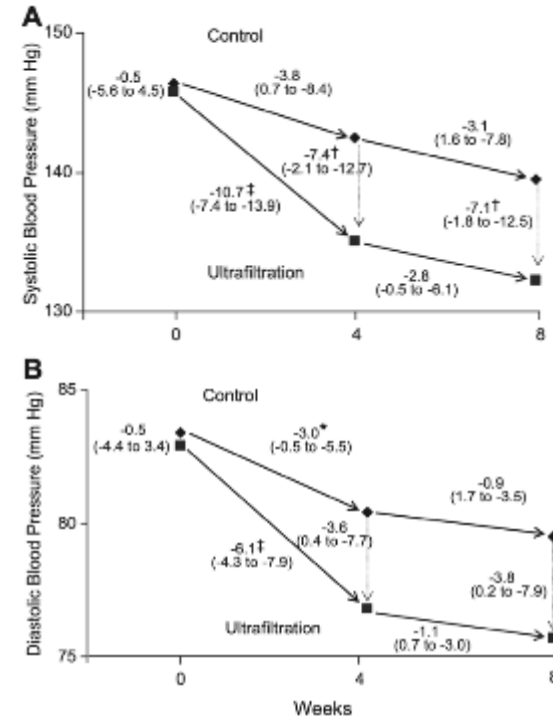 A
Systolic Blood Pressure (mm Hg)
150
140
130
Control
-0.5
(-5.6 to 4.5)
-3.8
(0.7 to -8.4)
-3.1
(1.6 to -7.8)
-7.4†
(-2.1 to -12.7)
-10.7‡
(-7.4 to -13.9)
-7.1†
(-1.8 to -12.5)
Ultrafiltration
-2.8
(-0.5 to -6.1)
0 4 8
B
Diastolic Blood Pressure (mm Hg)
85
80
75
Control
-0.5
(-4.4 to 3.4)
-3.0*
(-0.5 to -5.5)
-0.9
(1.7 to -3.5)
-3.6
(0.4 to -7.7)
-6.1‡
(-4.3 to -7.9)
-3.8
(0.2 to -7.9)
Ultrafiltration
-1.1
(0.7 to -3.0)
0 4 8
Weeks